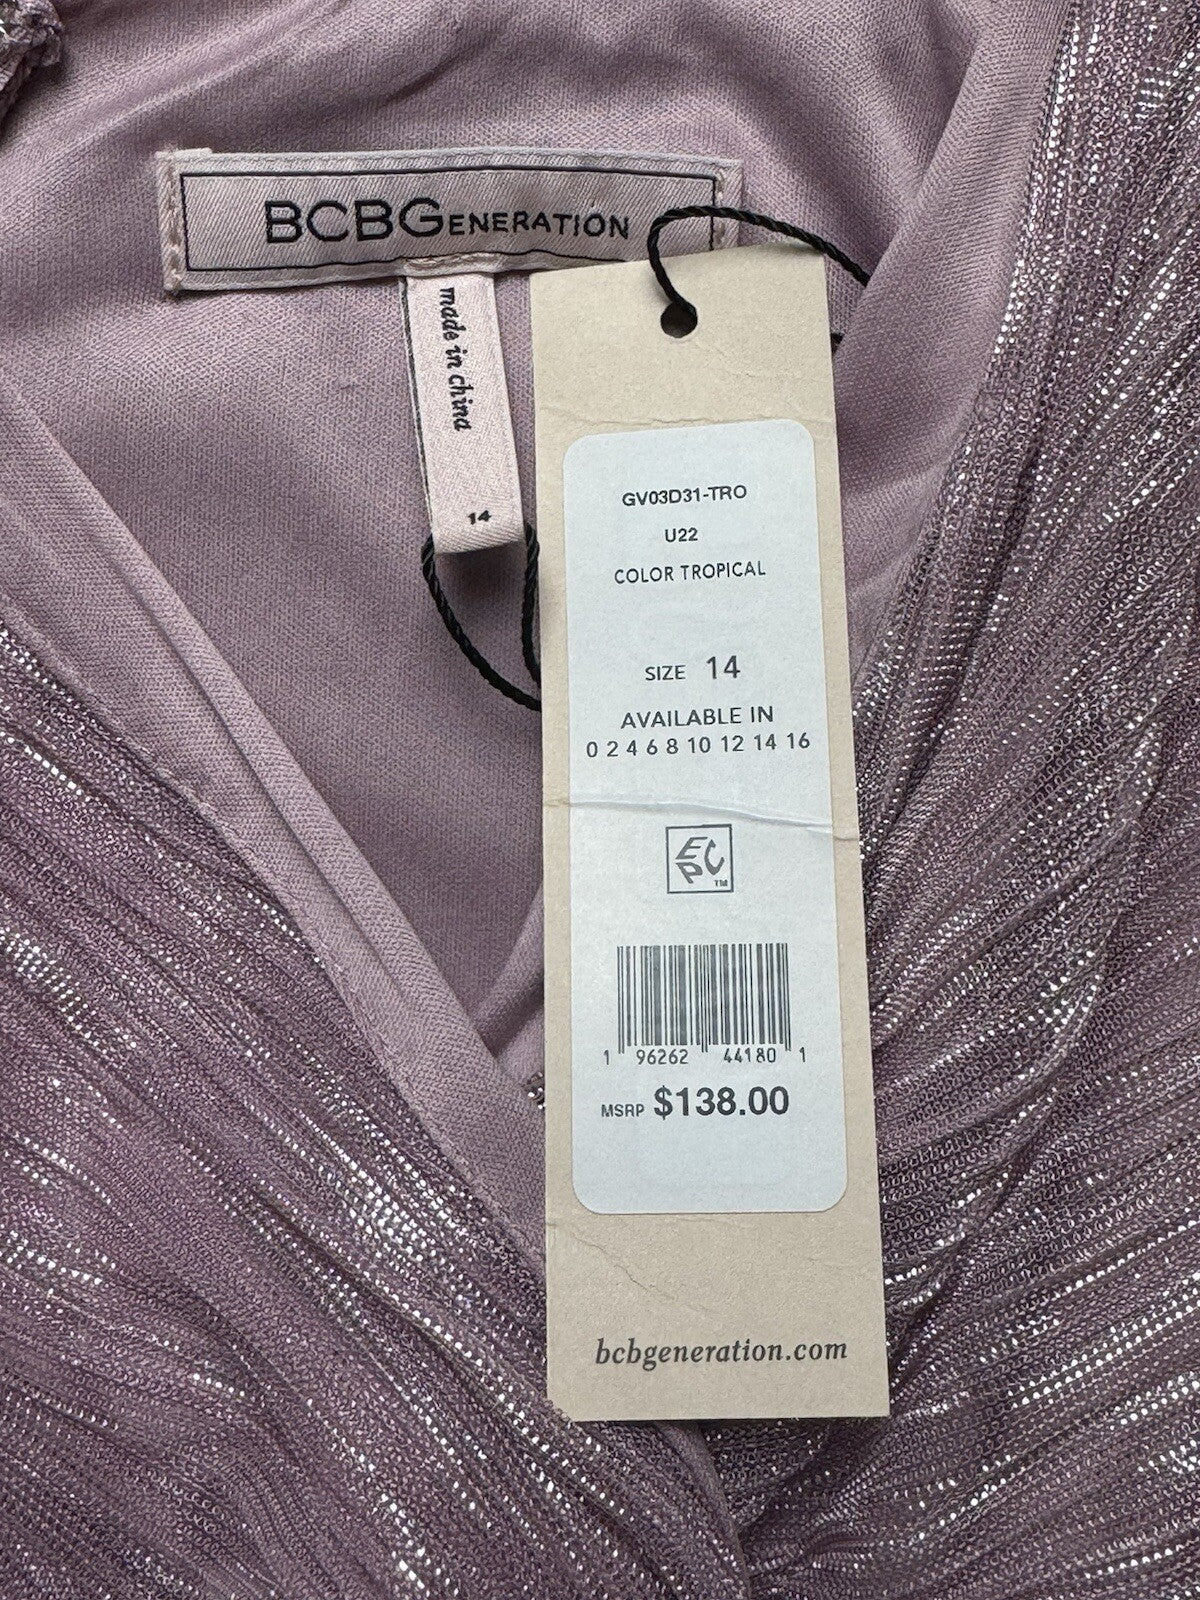 BCBGENERATION
made in china
14
GV03D31-TRO
U22
COLOR TROPICAL
SIZE 14
AVAILABLE IN
0 2 4 6 8 10 12 14 16
EPC™
1 96262 44180 1
MSRP $138.00
bcbgeneration.com